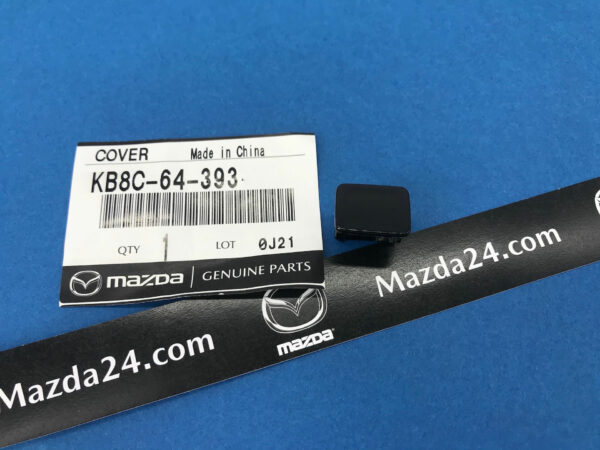 COVER Made in China
KB8C-64-393
QTY 1 LOT 0J21
mazda GENUINE PARTS
Mazda24.com
mazda
Mazda24.com